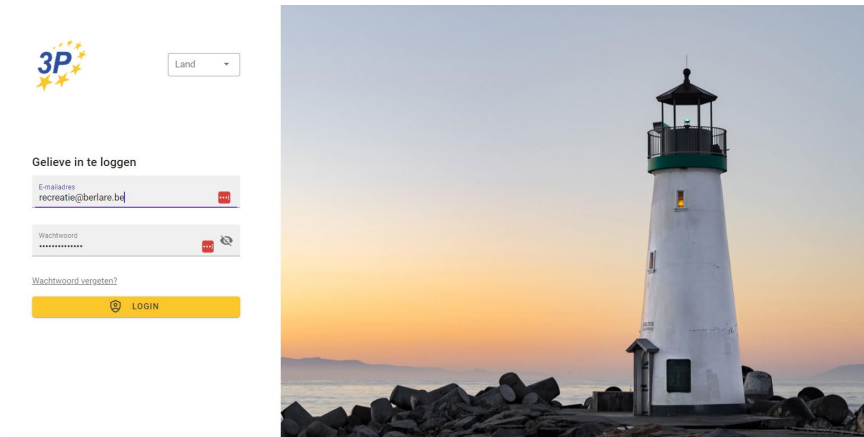 3P
Land
Gelieve in te loggen
E-mailadres
recreatie@berlare.be
Wachtwoord
••••••••••••••
Wachtwoord vergeten?
LOGIN